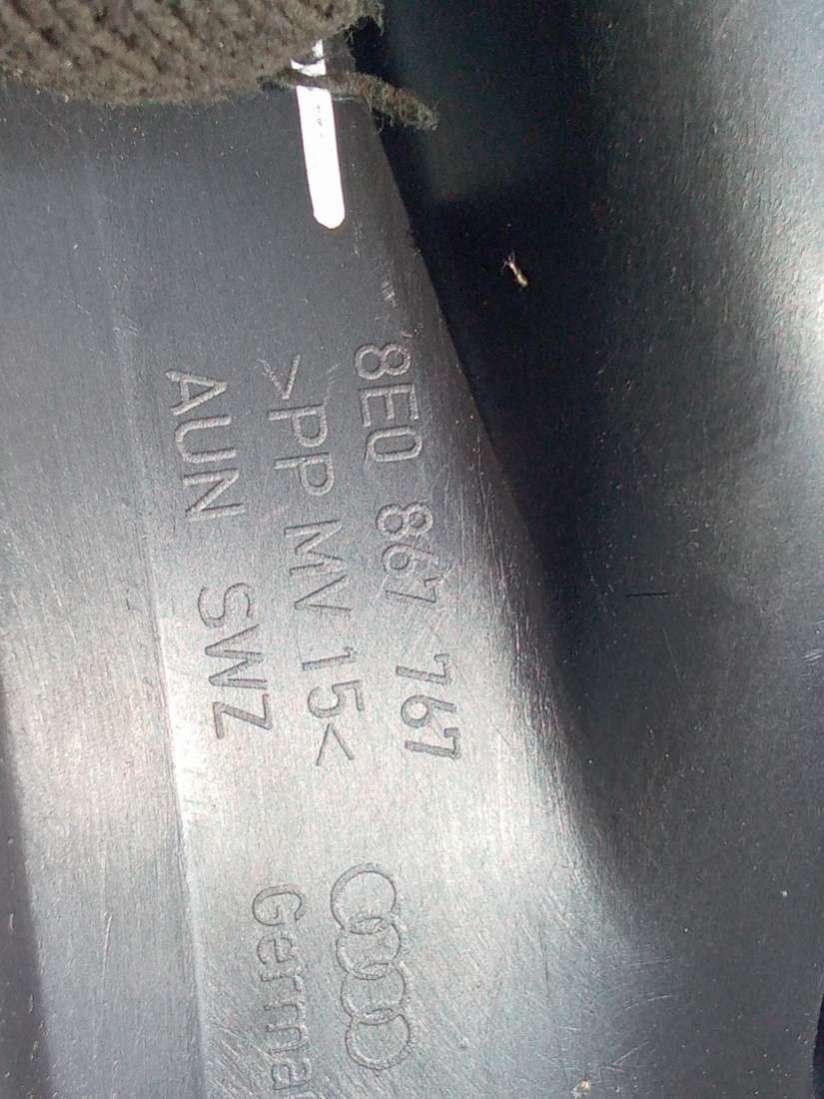 8E0 867 767
>PP MV 15<
AUN SWZ
German